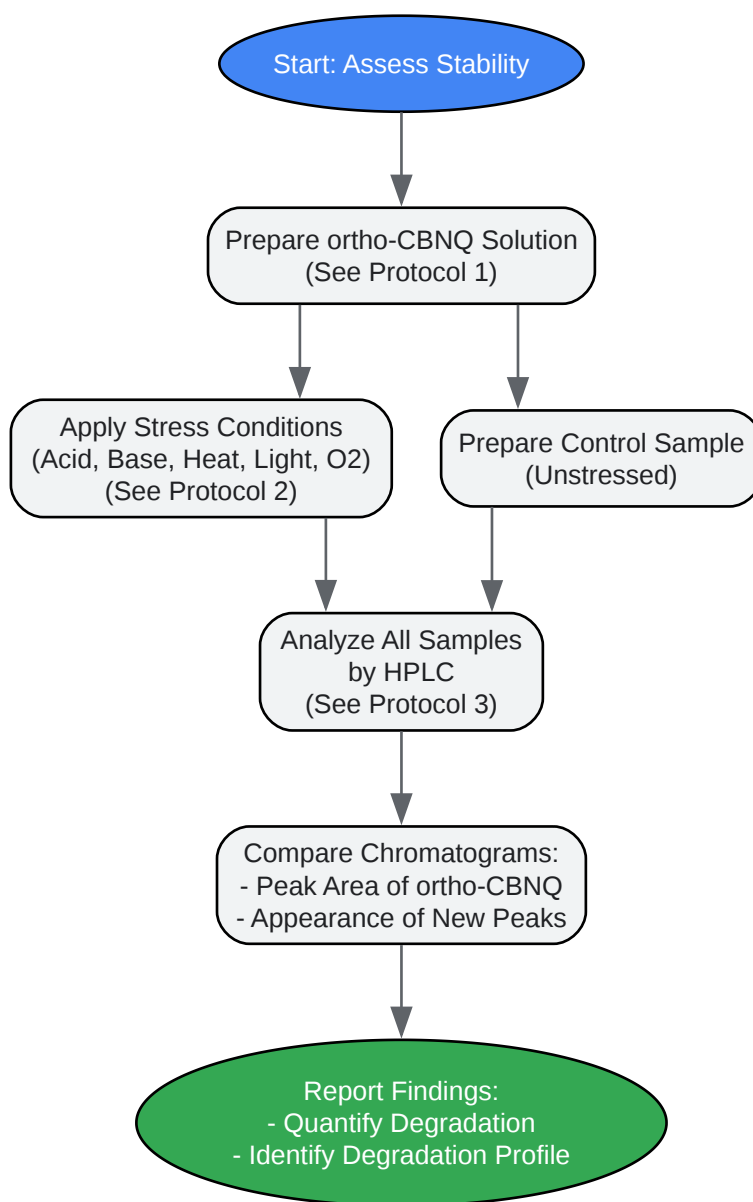 Start: Assess Stability
Prepare ortho-CBNQ Solution
(See Protocol 1)
Apply Stress Conditions
(Acid, Base, Heat, Light, O2)
(See Protocol 2)
Prepare Control Sample
(Unstressed)
Analyze All Samples
by HPLC
(See Protocol 3)
Compare Chromatograms:
- Peak Area of ortho-CBNQ
- Appearance of New Peaks
Report Findings:
- Quantify Degradation
- Identify Degradation Profile